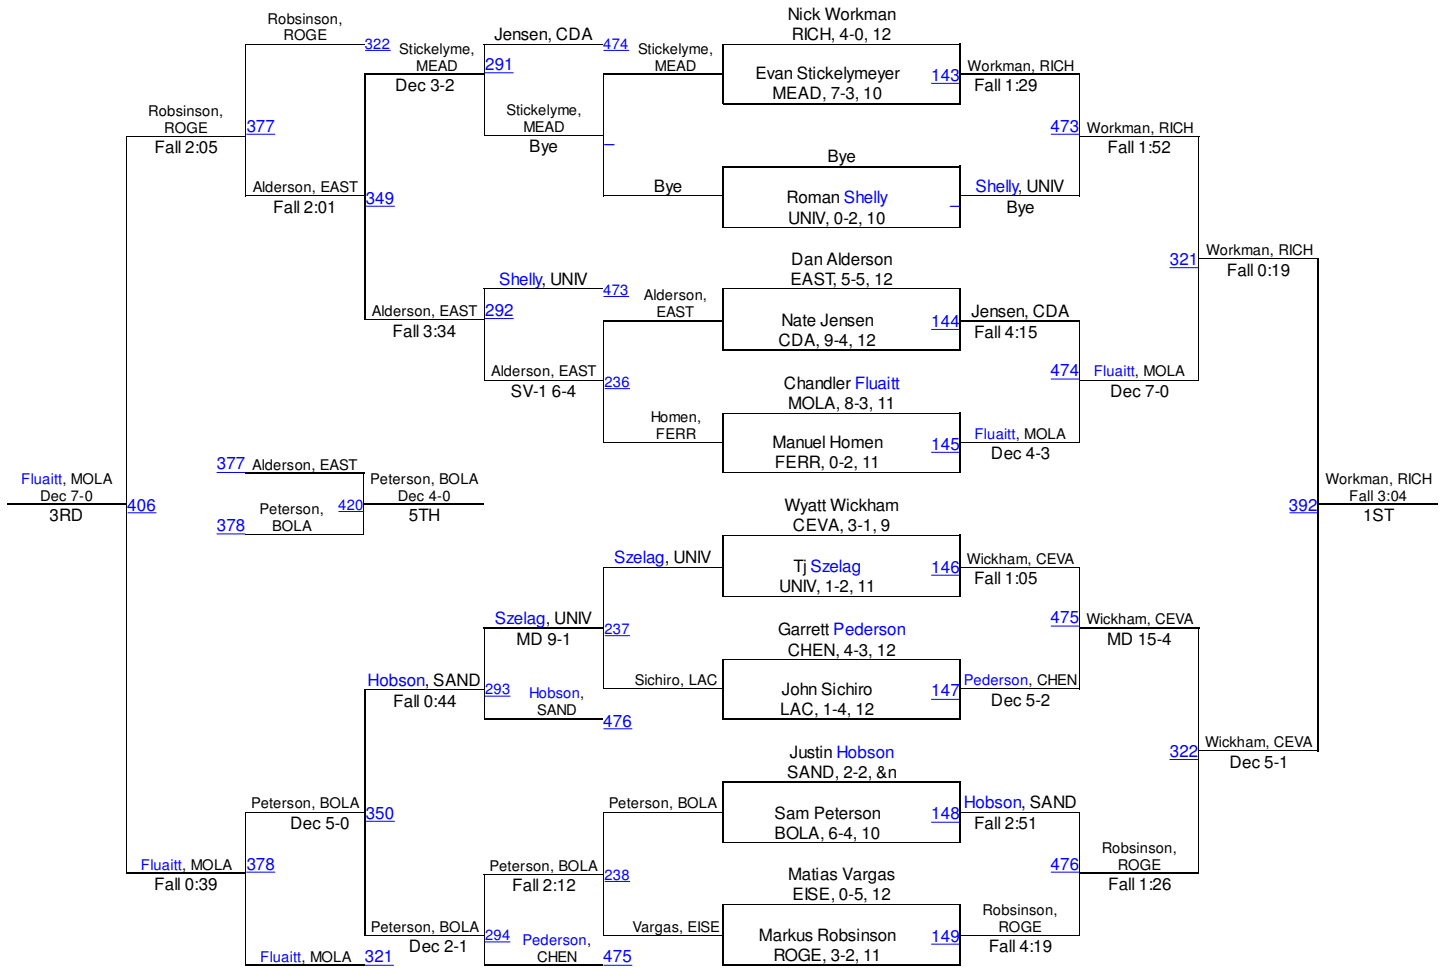 Nick Workman
RICH, 4-0, 12
Robsinson,
ROGE
322
Stickelyme,
MEAD
Dec 3-2
Jensen, CDA
474
291
Stickelyme,
MEAD
Evan Stickelymeyer
MEAD, 7-3, 10
143
Workman, RICH
Fall 1:29
Robsinson,
ROGE
Fall 2:05
377
Stickelyme,
MEAD
Bye
–
473
Workman, RICH
Fall 1:52
Bye
Alderson, EAST
Fall 2:01
349
Bye
Roman Shelly
UNIV, 0-2, 10
–
Shelly, UNIV
Bye
Dan Alderson
EAST, 5-5, 12
321
Workman, RICH
Fall 0:19
Shelly, UNIV
473
Alderson, EAST
Fall 3:34
292
Alderson,
EAST
Nate Jensen
CDA, 9-4, 12
144
Jensen, CDA
Fall 4:15
Alderson, EAST
SV-1 6-4
236
Chandler Fluaitt
MOLA, 8-3, 11
474
Fluaitt, MOLA
Dec 7-0
Homen,
FERR
Manuel Homen
FERR, 0-2, 11
145
Fluaitt, MOLA
Dec 4-3
377
Alderson, EAST
Fluaitt, MOLA
Dec 7-0
3RD
406
378
Peterson,
BOLA
420
Peterson, BOLA
Dec 4-0
5TH
Wyatt Wickham
CEVA, 3-1, 9
392
Workman, RICH
Fall 3:04
1ST
Szelag, UNIV
Tj Szelag
UNIV, 1-2, 11
146
Wickham, CEVA
Fall 1:05
Szelag, UNIV
MD 9-1
237
Garrett Pederson
CHEN, 4-3, 12
475
Wickham, CEVA
MD 15-4
Hobson, SAND
Fall 0:44
293
Hobson,
SAND
476
Sichiro, LAC
John Sichiro
LAC, 1-4, 12
147
Pederson, CHEN
Dec 5-2
Justin Hobson
SAND, 2-2, &n
322
Wickham, CEVA
Dec 5-1
Peterson, BOLA
Dec 5-0
350
Peterson, BOLA
Sam Peterson
BOLA, 6-4, 10
148
Hobson, SAND
Fall 2:51
Fluaitt, MOLA
Fall 0:39
378
Peterson, BOLA
Fall 2:12
238
Matias Vargas
EISE, 0-5, 12
476
Robsinson,
ROGE
Fall 1:26
Peterson, BOLA
Dec 2-1
294
Pederson,
CHEN
475
Vargas, EISE
Markus Robsinson
ROGE, 3-2, 11
149
Robsinson,
ROGE
Fall 4:19
Fluaitt, MOLA
321